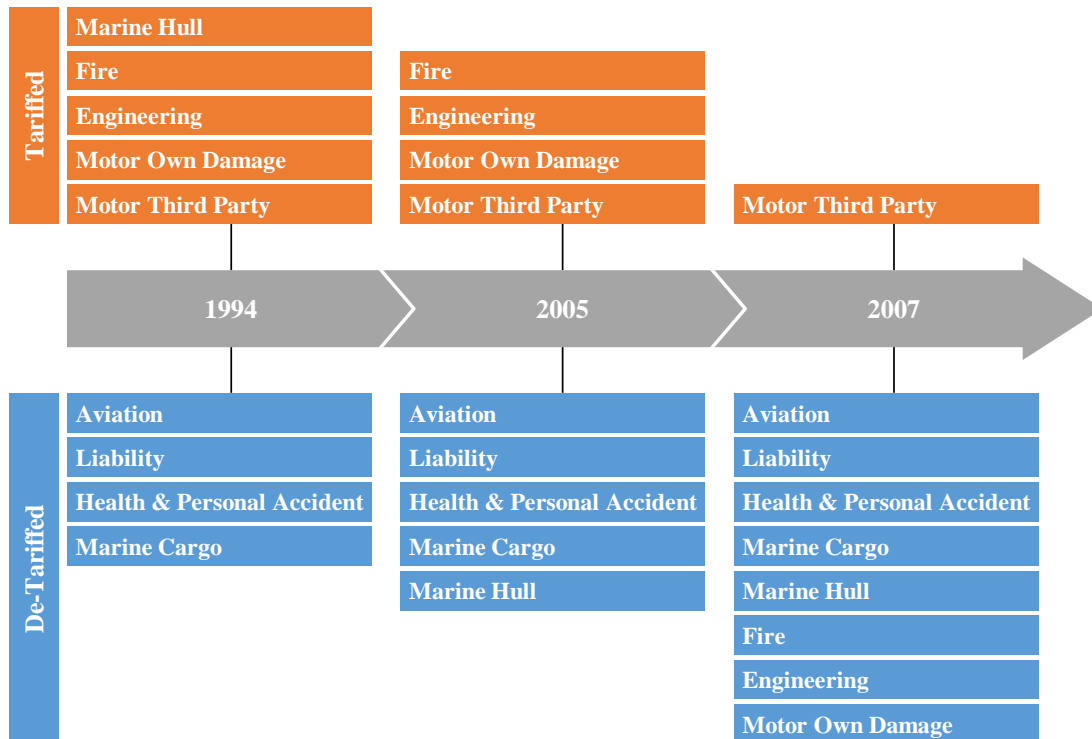 Tariffed
Marine Hull
Fire
Engineering
Motor Own Damage
Motor Third Party
Fire
Engineering
Motor Own Damage
Motor Third Party
Motor Third Party
1994
2005
2007
De-Tariffed
Aviation
Liability
Health & Personal Accident
Marine Cargo
Aviation
Liability
Health & Personal Accident
Marine Cargo
Marine Hull
Aviation
Liability
Health & Personal Accident
Marine Cargo
Marine Hull
Fire
Engineering
Motor Own Damage